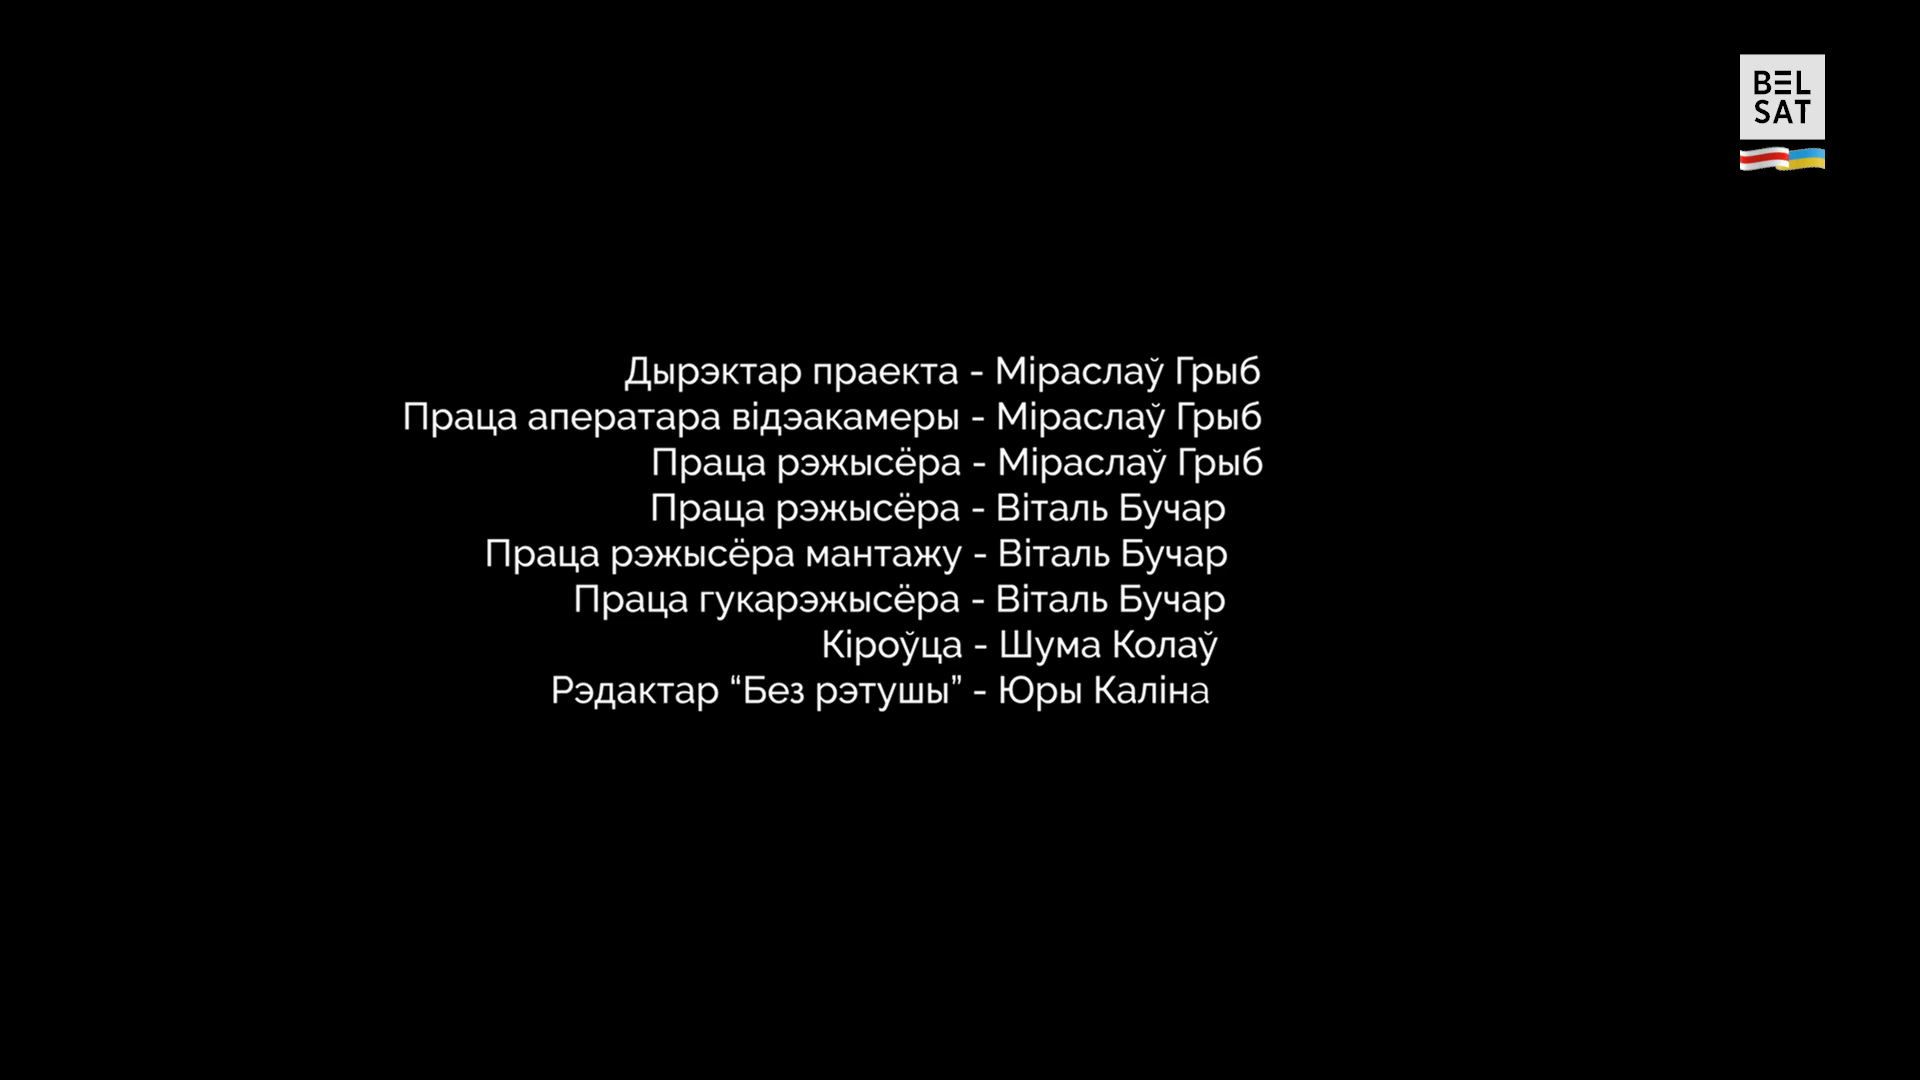 BEL
SAT
Дырэктар праекта - Міраслаў Грыб
Праца аператара відэакамеры - Міраслаў Грыб
Праца рэжысёра - Міраслаў Грыб
Праца рэжысёра - Віталь Бучар
Праца рэжысёра мантажу - Віталь Бучар
Праца гукарэжысёра - Віталь Бучар
Кіроўца - Шума Колаў
Рэдактар “Без рэтушы” - Юры Каліна